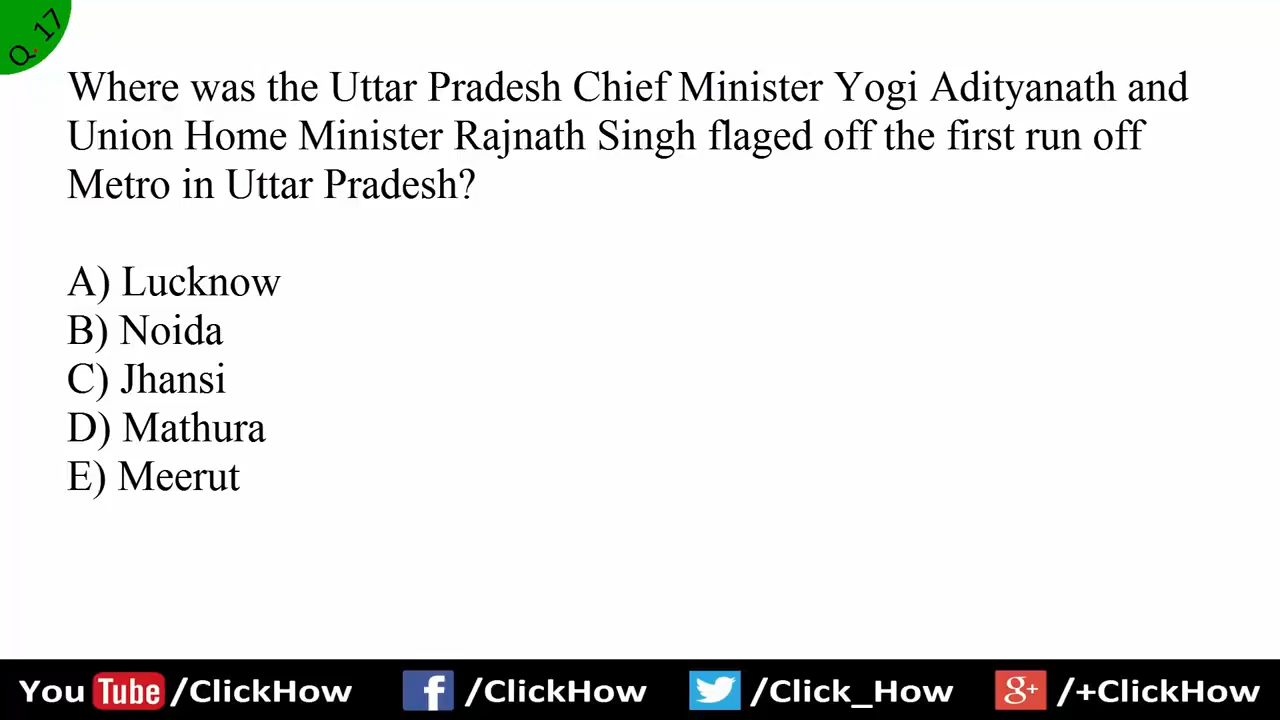 Q. 17
Where was the Uttar Pradesh Chief Minister Yogi Adityanath and
Union Home Minister Rajnath Singh flaged off the first run off
Metro in Uttar Pradesh?
A) Lucknow
B) Noida
C) Jhansi
D) Mathura
E) Meerut
You Tube /ClickHow f /ClickHow /Click_How g+ /+ClickHow